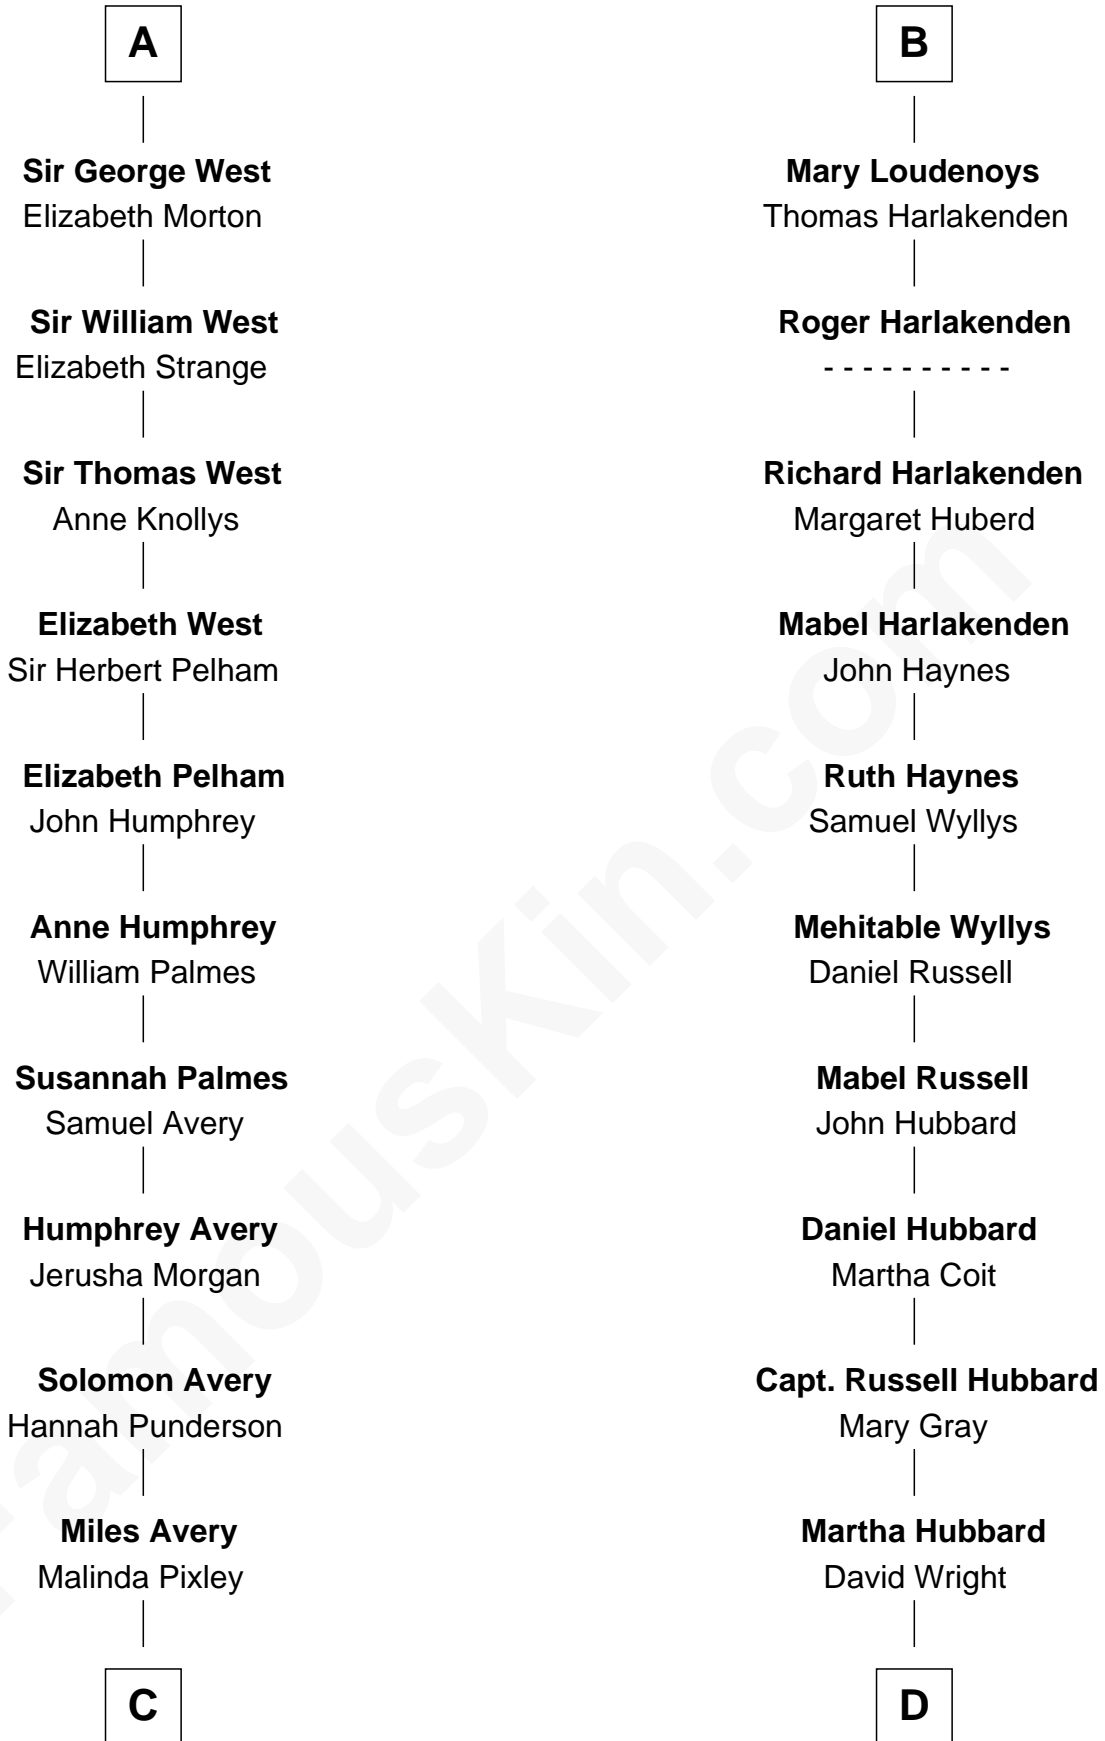 A
Sir George West
Elizabeth Morton
Sir William West
Elizabeth Strange
Sir Thomas West
Anne Knollys
Elizabeth West
Sir Herbert Pelham
Elizabeth Pelham
John Humphrey
Anne Humphrey
William Palmes
Susannah Palmes
Samuel Avery
Humphrey Avery
Jerusha Morgan
Solomon Avery
Hannah Punderson
Miles Avery
Malinda Pixley
C
B
Mary Loudenoys
Thomas Harlakenden
Roger Harlakenden
- - - - - - - - - -
Richard Harlakenden
Margaret Huberd
Mabel Harlakenden
John Haynes
Ruth Haynes
Samuel Wyllys
Mehitable Wyllys
Daniel Russell
Mabel Russell
John Hubbard
Daniel Hubbard
Martha Coit
Capt. Russell Hubbard
Mary Gray
Martha Hubbard
David Wright
D
FamousKin.com